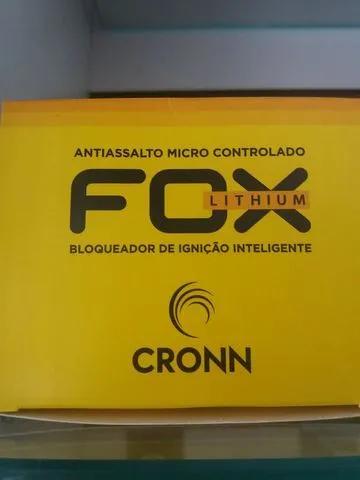 ANTIASSALTO MICRO CONTROLADO
FOX
LITHIUM
BLOQUEADOR DE IGNIÇÃO INTELIGENTE
CRONN